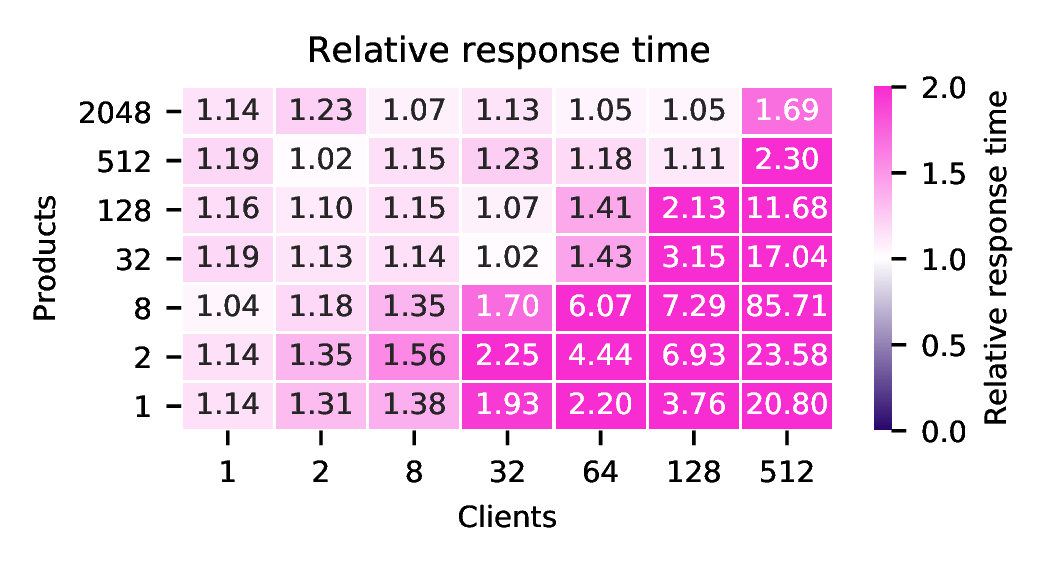 Relative response time
2048 1.14 1.23 1.07 1.13 1.05 1.05 1.69
512 1.19 1.02 1.15 1.23 1.18 1.11 2.30
128 1.16 1.10 1.15 1.07 1.41 2.13 11.68
32 1.19 1.13 1.14 1.02 1.43 3.15 17.04
8 1.04 1.18 1.35 1.70 6.07 7.29 85.71
2 1.14 1.35 1.56 2.25 4.44 6.93 23.58
1 1.14 1.31 1.38 1.93 2.20 3.76 20.80
1 2 8 32 64 128 512
Clients
Products
2.0
1.5
1.0
0.5
0.0
Relative response time